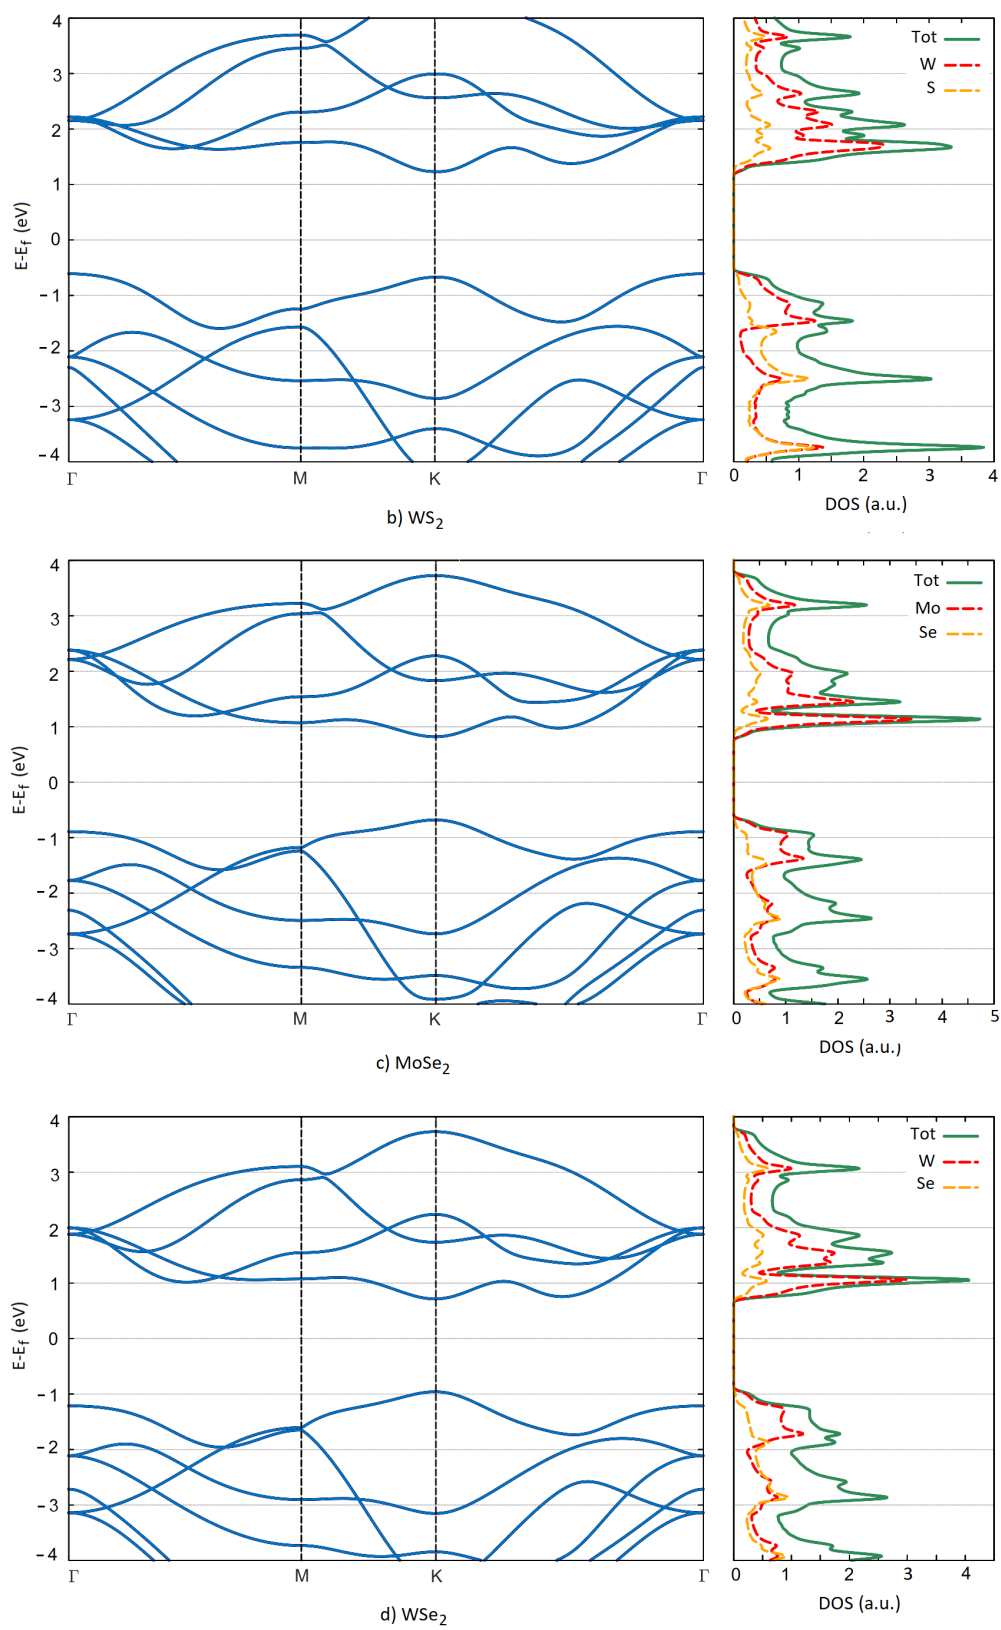 4
3
2
1
0
−1
−2
−3
−4
E-Ef (eV)
Γ M K Γ
Tot
W
S
0 1 2 3 4
DOS (a.u.)
b) WS2
4
3
2
1
0
−1
−2
−3
−4
E-Ef (eV)
Γ M K Γ
Tot
Mo
Se
0 1 2 3 4 5
DOS (a.u.)
c) MoSe2
4
3
2
1
0
−1
−2
−3
−4
E-Ef (eV)
Γ M K Γ
Tot
W
Se
0 1 2 3 4
DOS (a.u.)
d) WSe2